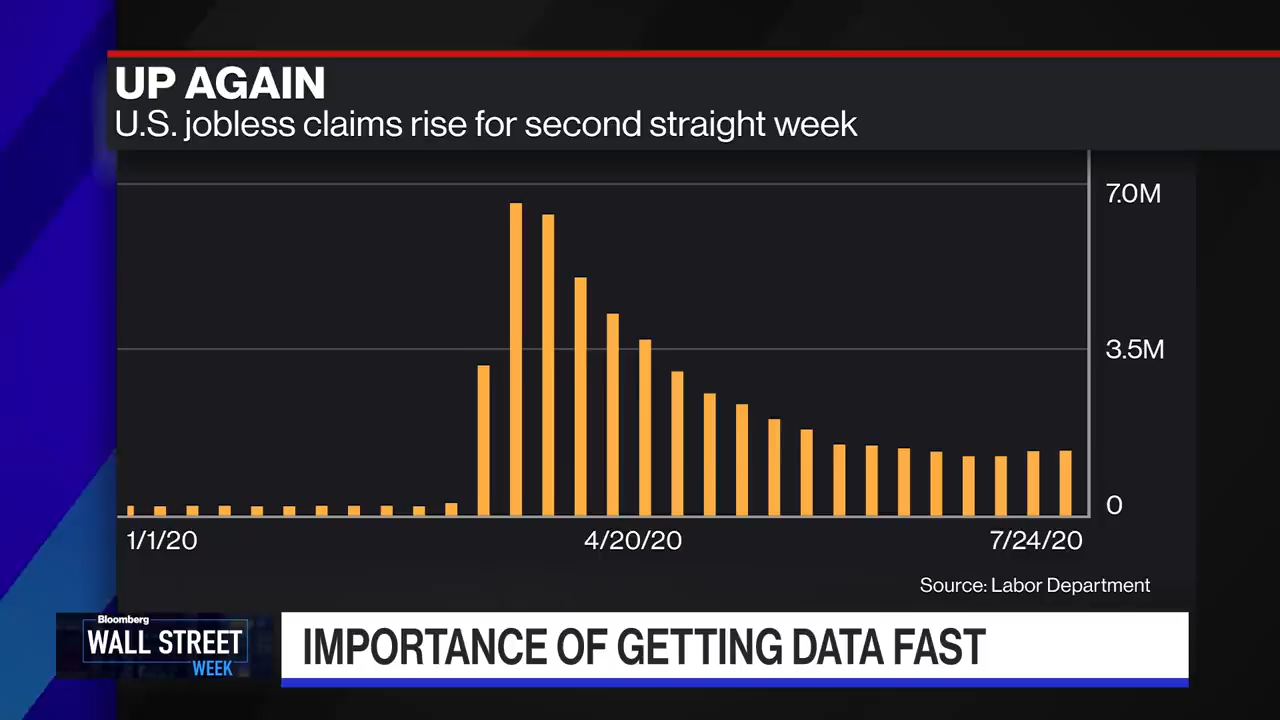 UP AGAIN
U.S. jobless claims rise for second straight week
7.0M
3.5M
0
1/1/20
4/20/20
7/24/20
Source: Labor Department
Bloomberg
WALL STREET
WEEK
IMPORTANCE OF GETTING DATA FAST